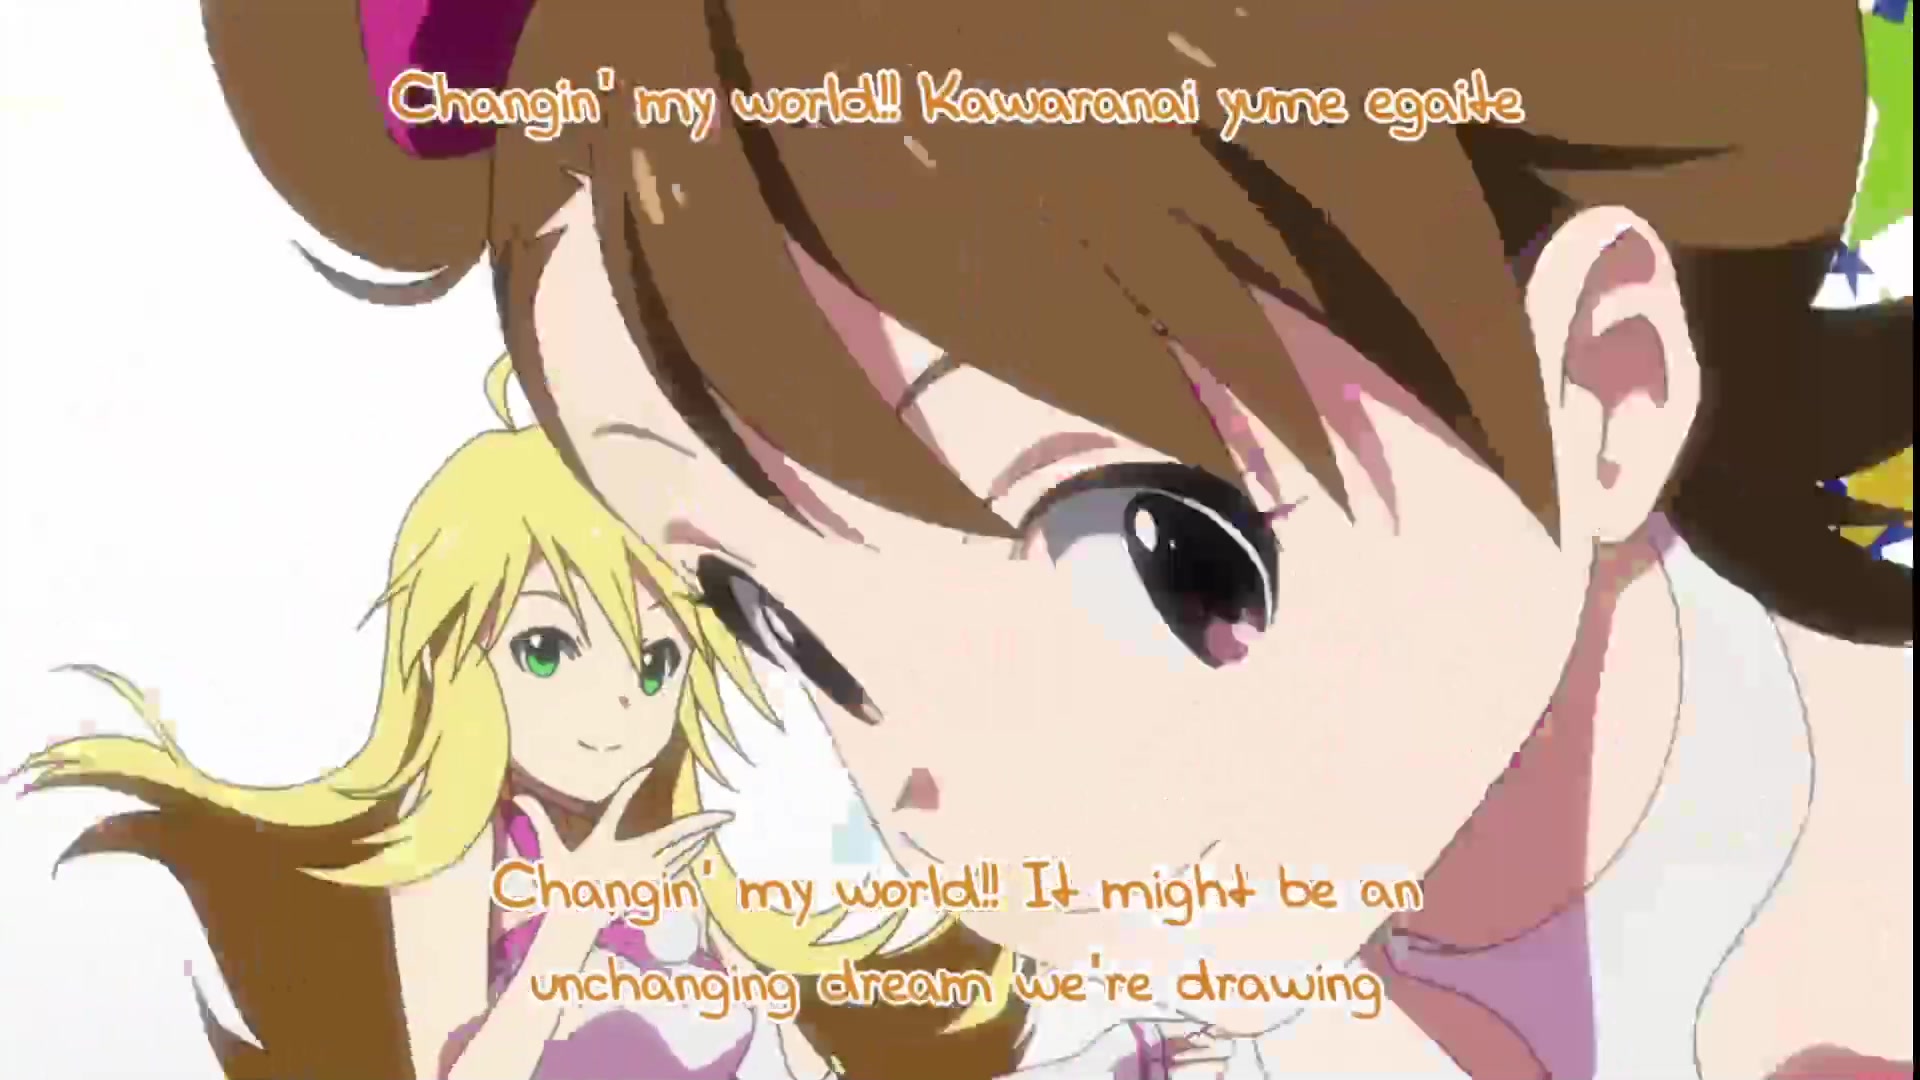 Changin' my world!! Kawaranai yume egaite
Changin' my world!! It might be an
unchanging dream we're drawing